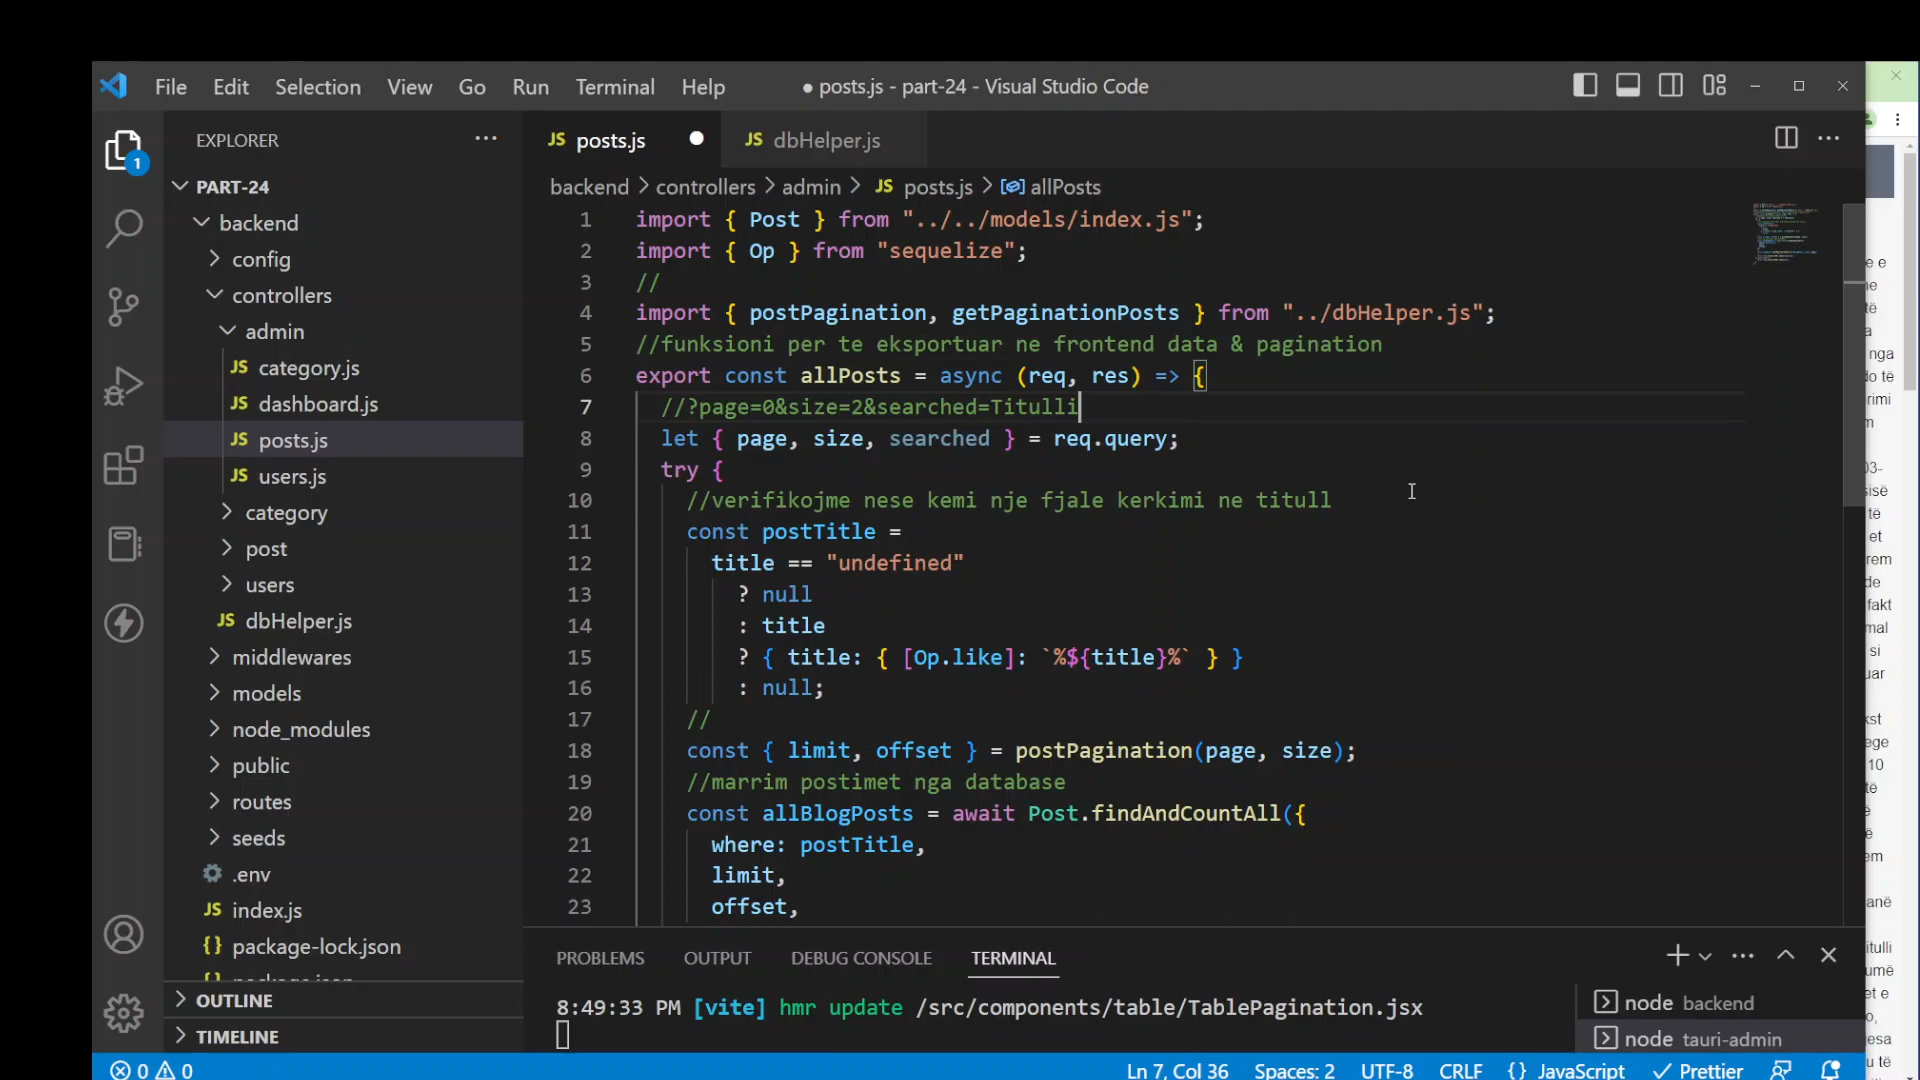 File Edit Selection View Go Run Terminal Help ● posts.js - part-24 - Visual Studio Code
EXPLORER
PART-24
backend
config
controllers
admin
JS category.js
JS dashboard.js
JS posts.js
JS users.js
category
post
users
JS dbHelper.js
middlewares
models
node_modules
public
routes
seeds
.env
JS index.js
{} package-lock.json
OUTLINE
TIMELINE
JS posts.js
JS dbHelper.js
backend > controllers > admin > JS posts.js > allPosts
1 import { Post } from "../../models/index.js";
2 import { Op } from "sequelize";
3 //
4 import { postPagination, getPaginationPosts } from "../dbHelper.js";
5 //funksioni per te eksportuar ne frontend data & pagination
6 export const allPosts = async (req, res) => {
7 //?page=0&size=2&searched=Titulli
8 let { page, size, searched } = req.query;
9 try {
10 //verifikojme nese kemi nje fjale kerkimi ne titull
11 const postTitle =
12 title == "undefined"
13 ? null
14 : title
15 ? { title: { [Op.like]: `%${title}%` } }
16 : null;
17 //
18 const { limit, offset } = postPagination(page, size);
19 //marrim postimet nga database
20 const allBlogPosts = await Post.findAndCountAll({
21 where: postTitle,
22 limit,
23 offset,
PROBLEMS OUTPUT DEBUG CONSOLE TERMINAL
8:49:33 PM [vite] hmr update /src/components/table/TablePagination.jsx
node backend
node tauri-admin
0 0 Ln 7, Col 36 Spaces: 2 UTF-8 CRLF {} JavaScript Prettier